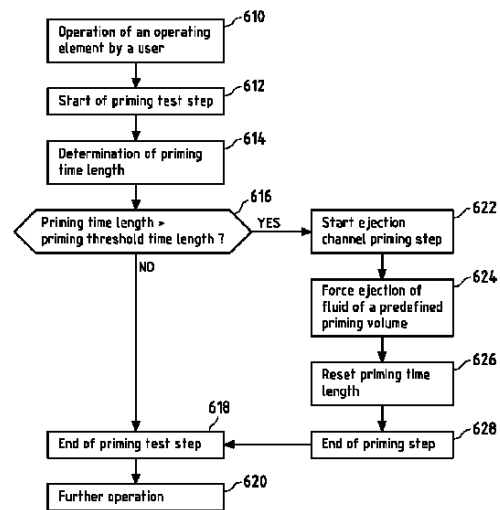 610
Operation of an operating
element by a user
612
Start of priming test step
614
Determination of priming
time length
616
Priming time length >
priming threshold time length ?
YES
NO
622
Start ejection
channel priming step
624
Force ejection of
fluid of a predefined
priming volume
626
Reset priming time
length
618
End of priming test step
628
End of priming step
620
Further operation